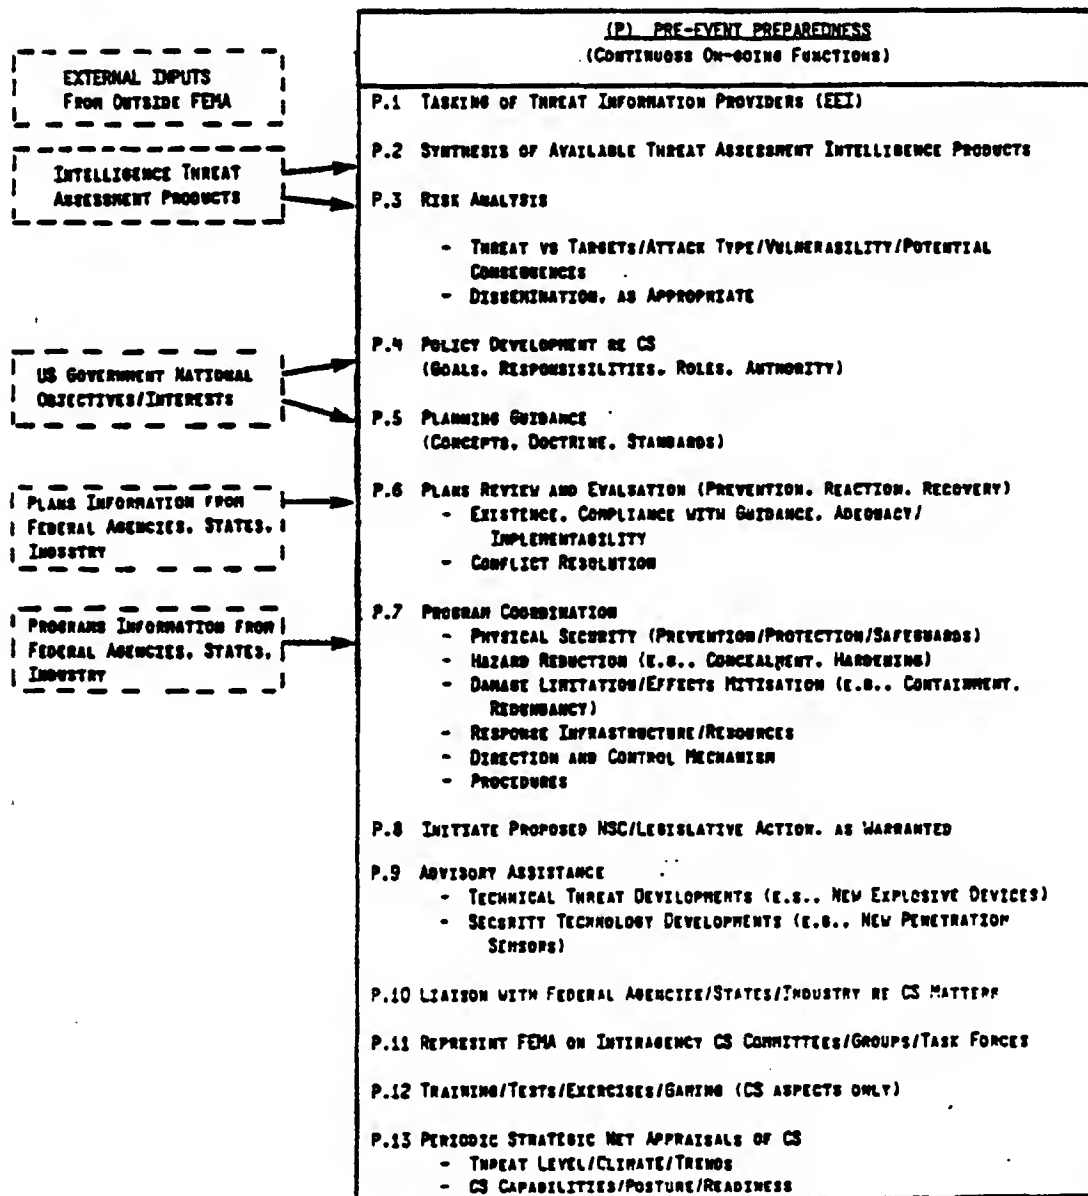 EXTERNAL INPUTS
FROM OUTSIDE FEMA
INTELLIGENCE THREAT
ASSESSMENT PRODUCTS
US GOVERNMENT NATIONAL
OBJECTIVES/INTERESTS
PLANS INFORMATION FROM
FEDERAL AGENCIES, STATES,
INDUSTRY
PROGRAMS INFORMATION FROM
FEDERAL AGENCIES, STATES,
INDUSTRY
(P) PRE-EVENT PREPAREDNESS
(CONTINUOUS ON-GOING FUNCTIONS)
P.1 TASKING OF THREAT INFORMATION PROVIDERS (EEI)
P.2 SYNTHESIS OF AVAILABLE THREAT ASSESSMENT INTELLIGENCE PRODUCTS
P.3 RISK ANALYSIS
- THREAT VS TARGETS/ATTACK TYPE/VULNERABILITY/POTENTIAL
CONSEQUENCES
- DISSEMINATION, AS APPROPRIATE
P.4 POLICY DEVELOPMENT RE CS
(GOALS, RESPONSIBILITIES, ROLES, AUTHORITY)
P.5 PLANNING GUIDANCE
(CONCEPTS, DOCTRINE, STANDARDS)
P.6 PLANS REVIEW AND EVALUATION (PREVENTION, REACTION, RECOVERY)
- EXISTENCE, COMPLIANCE WITH GUIDANCE, ADEQUACY/
IMPLEMENTABILITY
- CONFLICT RESOLUTION
P.7 PROGRAM COORDINATION
- PHYSICAL SECURITY (PREVENTION/PROTECTION/SAFEGUARDS)
- HAZARD REDUCTION (E.G., CONCEALMENT, HARDENING)
- DAMAGE LIMITATION/EFFECTS MITIGATION (E.G., CONTAINMENT,
REDUNDANCY)
- RESPONSE INFRASTRUCTURE/RESOURCES
- DIRECTION AND CONTROL MECHANISM
- PROCEDURES
P.8 INITIATE PROPOSED NSC/LEGISLATIVE ACTION, AS WARRANTED
P.9 ADVISORY ASSISTANCE
- TECHNICAL THREAT DEVELOPMENTS (E.G., NEW EXPLOSIVE DEVICES)
- SECURITY TECHNOLOGY DEVELOPMENTS (E.G., NEW PENETRATION
SENSORS)
P.10 LIAISON WITH FEDERAL AGENCIES/STATES/INDUSTRY RE CS MATTERS
P.11 REPRESENT FEMA ON INTERAGENCY CS COMMITTEES/GROUPS/TASK FORCES
P.12 TRAINING/TESTS/EXERCISES/GAMING (CS ASPECTS ONLY)
P.13 PERIODIC STRATEGIC NET APPRAISALS OF CS
- THREAT LEVEL/CLIMATE/TRENDS
- CS CAPABILITIES/POSTURE/READINESS